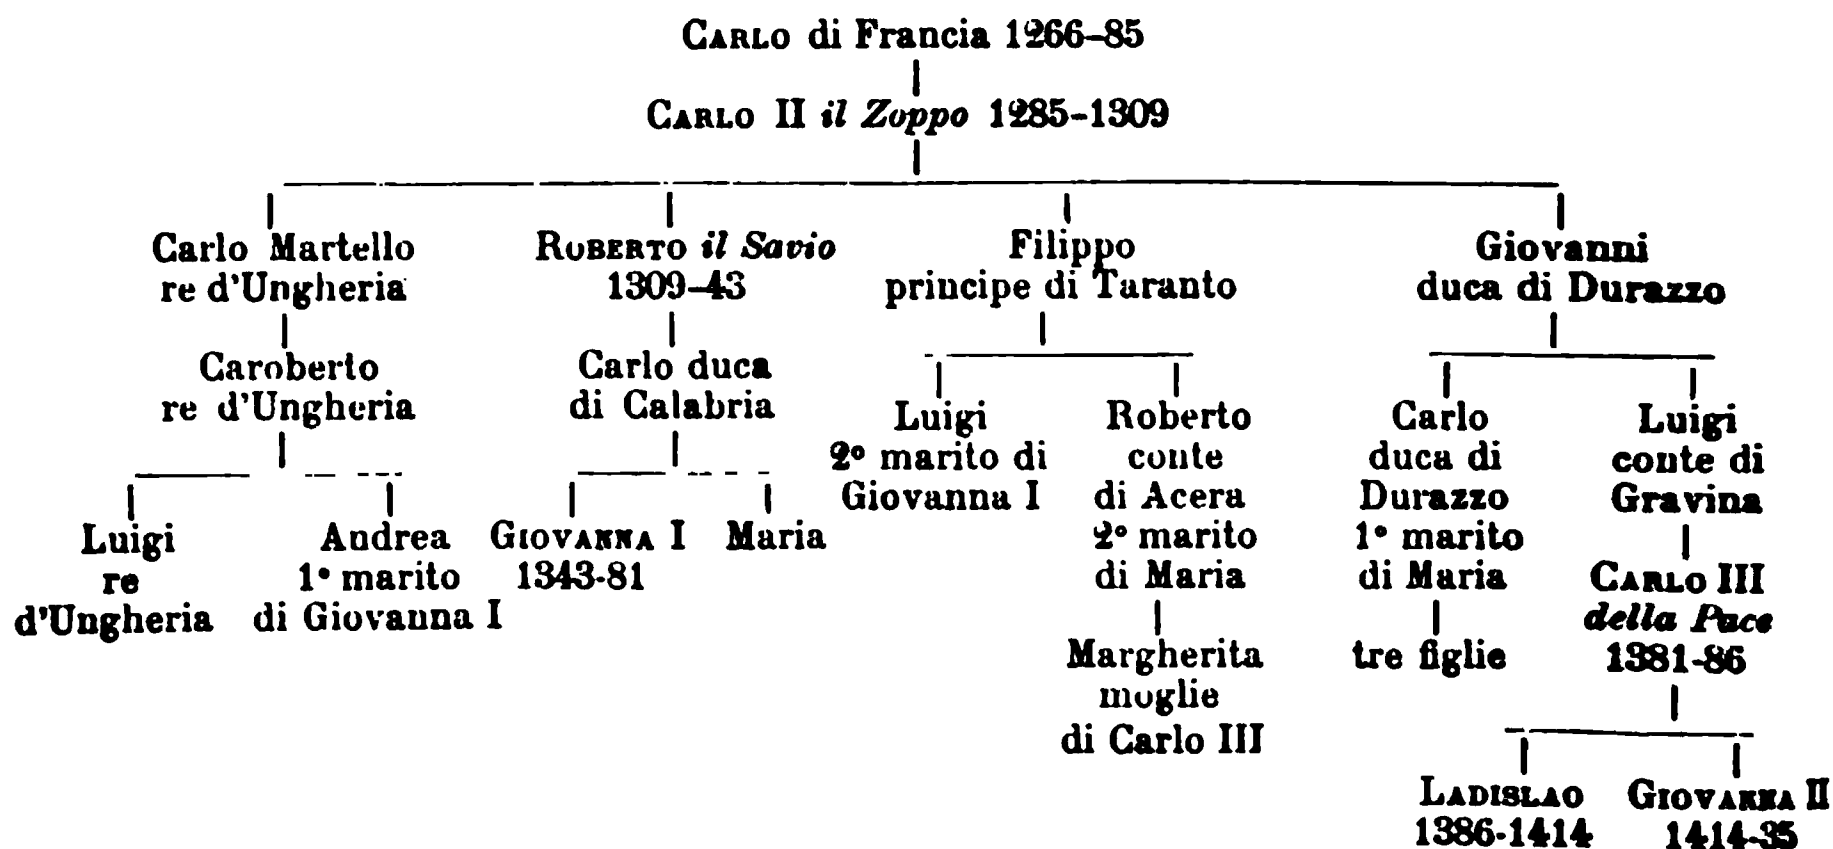 CARLO di Francia 1266-85
CARLO II il Zoppo 1285-1309
Carlo Martello
re d'Ungheria
ROBERTO il Savio
1309-43
Filippo
principe di Taranto
Giovanni
duca di Durazzo
Caroberto
re d'Ungheria
Carlo duca
di Calabria
Luigi
2º marito di
Giovanna I
Roberto
conte
di Acera
2º marito
di Maria
Carlo
duca di
Durazzo
1º marito
di Maria
Luigi
conte di
Gravina
Luigi
re
d'Ungheria
Andrea
1º marito
di Giovanna I
GIOVANNA I
1343-81
Maria
Margherita
moglie
di Carlo III
tre figlie
CARLO III
della Pace
1381-86
LADISLAO
1386-1414
GIOVANNA II
1414-35